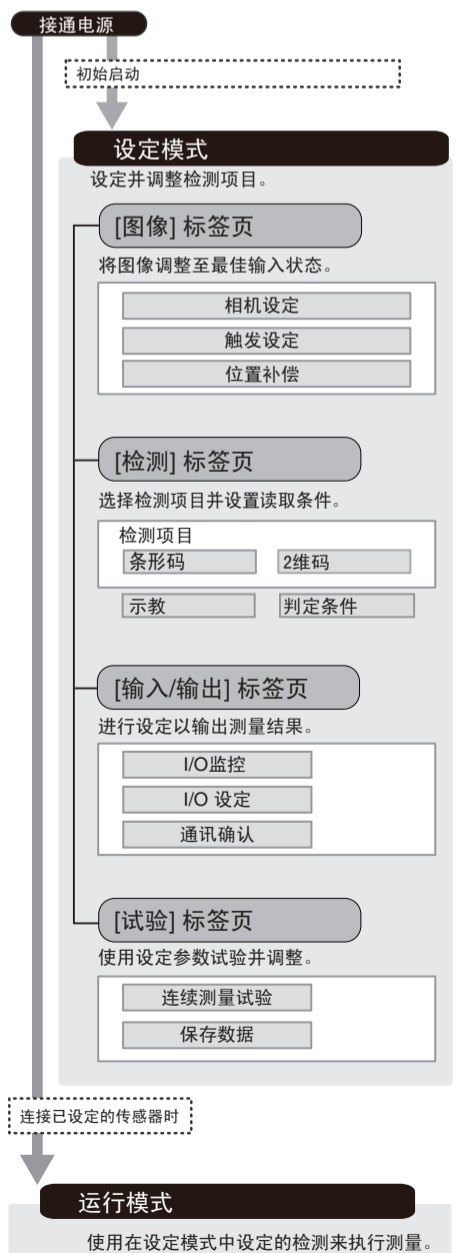 接通电源
初始启动
设定模式
设定并调整检测项目。
[图像] 标签页
将图像调整至最佳输入状态。
相机设定
触发设定
位置补偿
[检测] 标签页
选择检测项目并设置读取条件。
检测项目
条形码 2维码
示教 判定条件
[输入/输出] 标签页
进行设定以输出测量结果。
I/O监控
I/O 设定
通讯确认
[试验] 标签页
使用设定参数试验并调整。
连续测量试验
保存数据
连接已设定的传感器时
运行模式
使用在设定模式中设定的检测来执行测量。